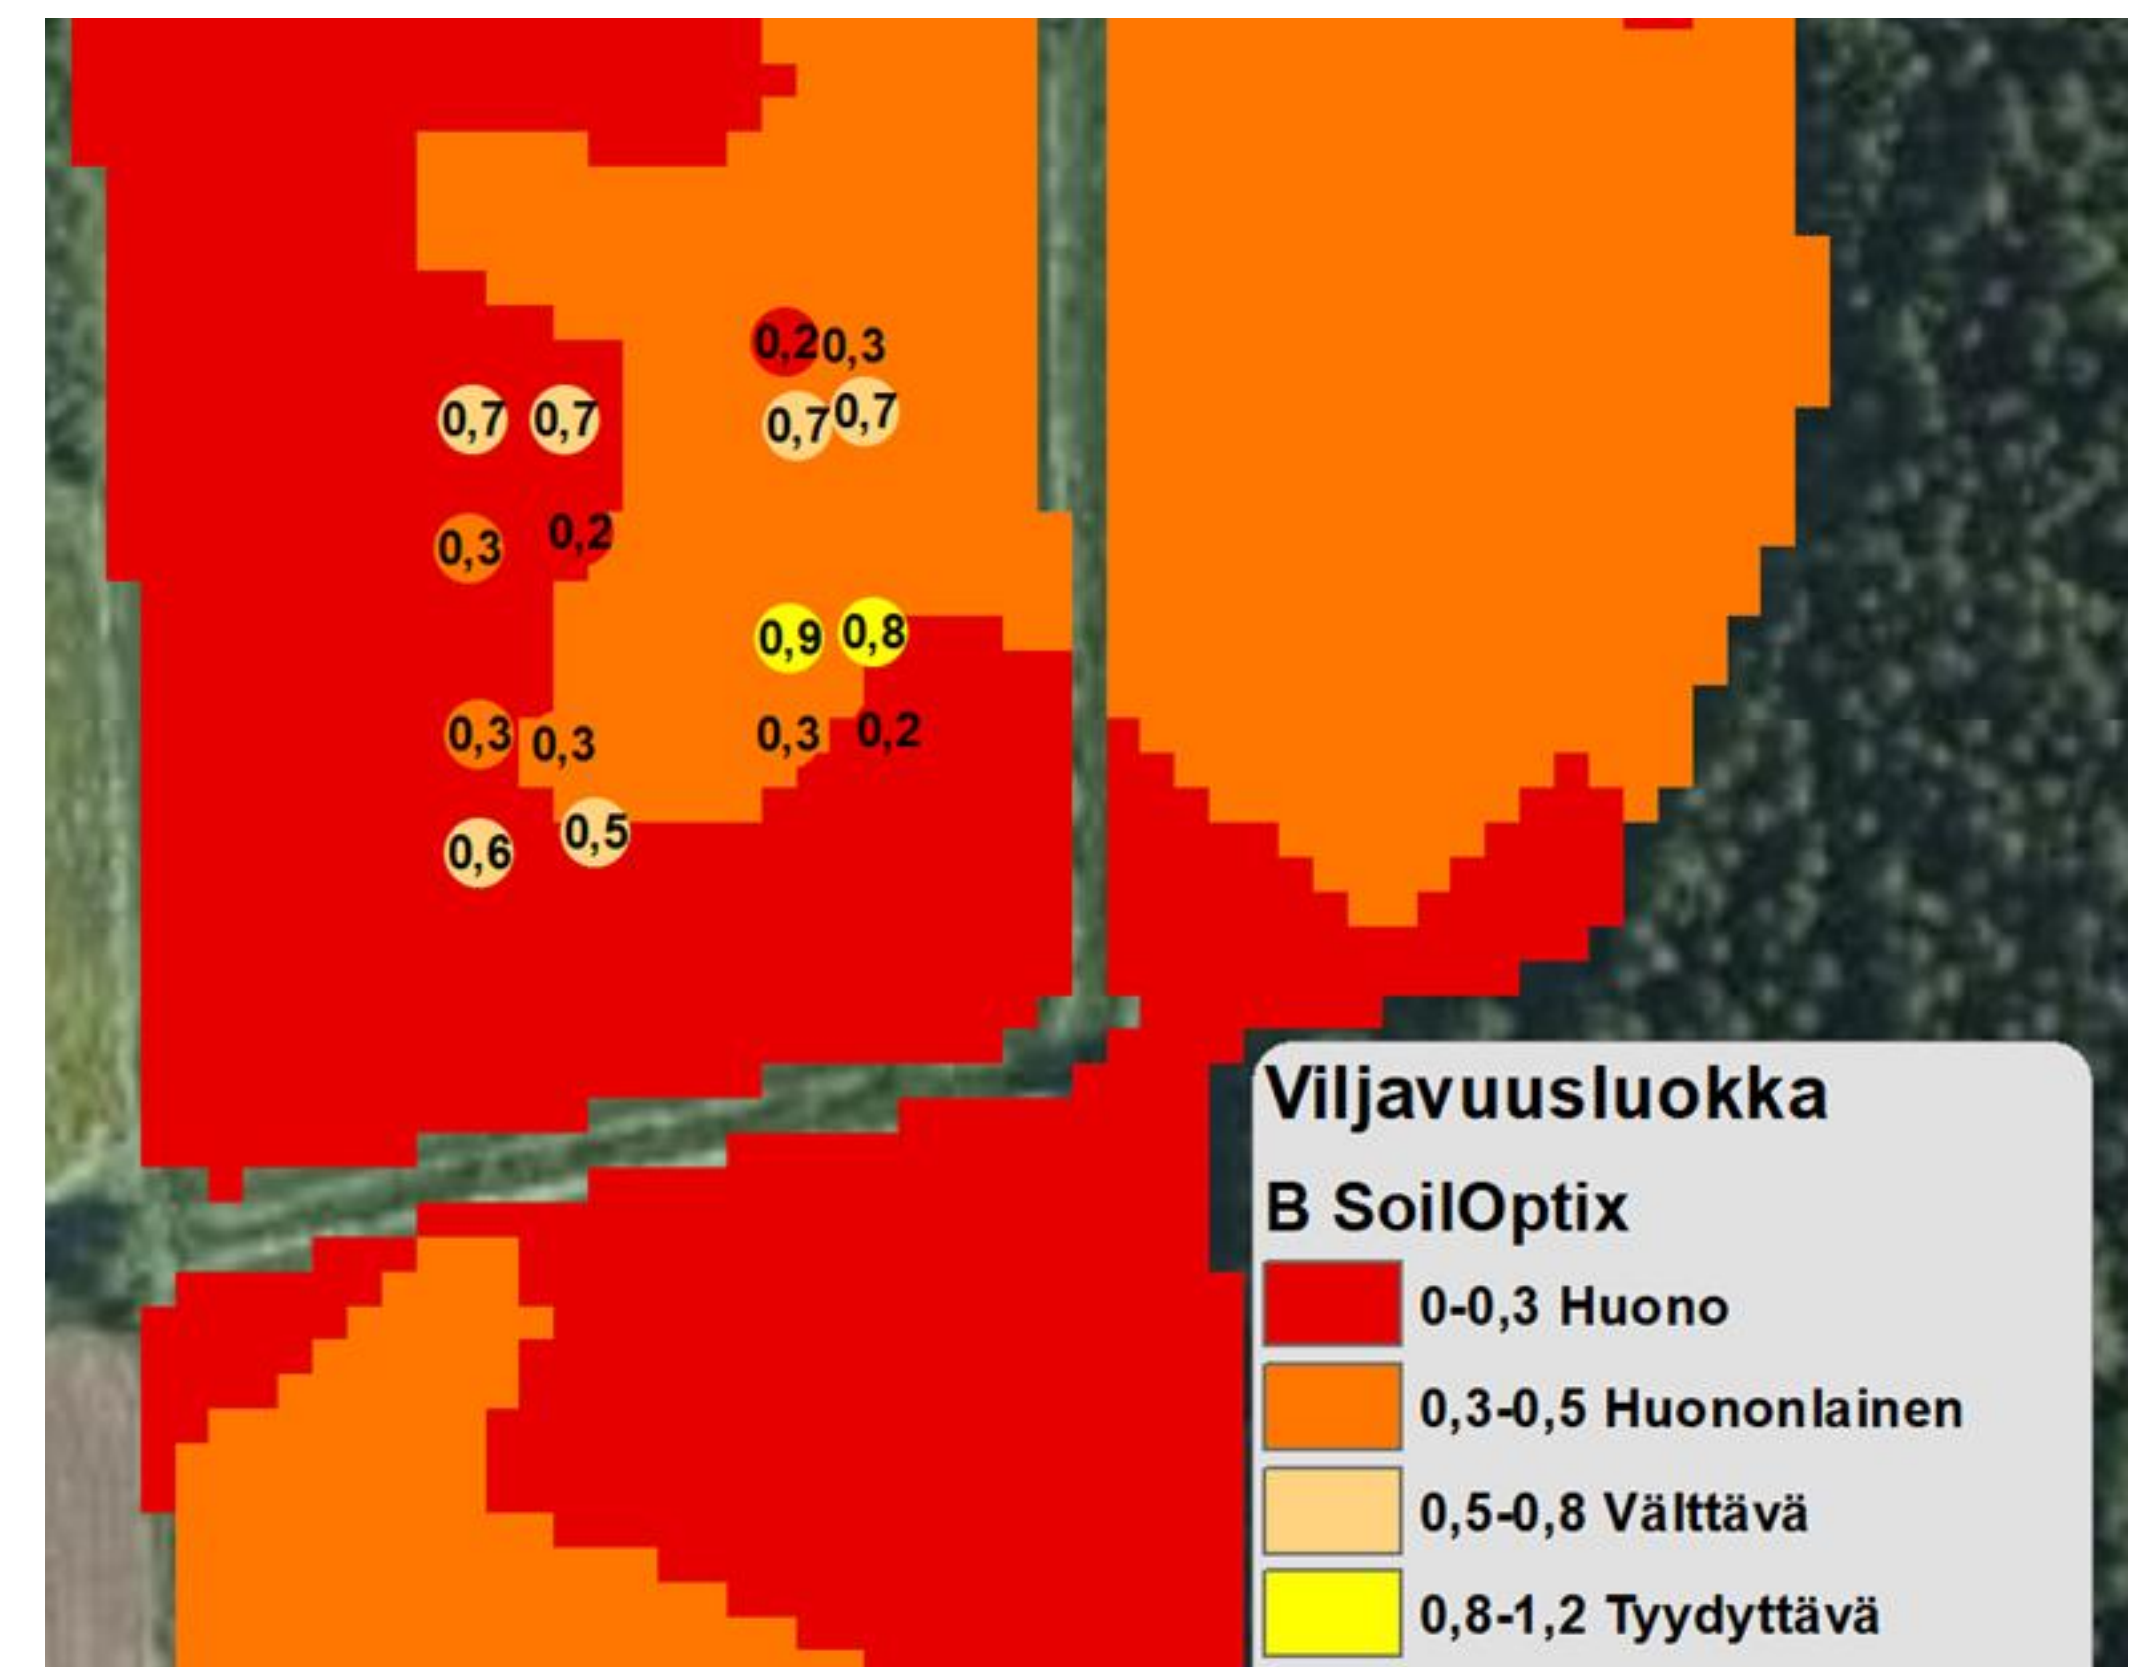 0,2 0,3
0,7 0,7 0,7 0,7
0,3 0,2
0,9 0,8
0,3 0,3 0,3 0,2
0,6 0,5
Viljavuusluokka
B SoilOptix
0-0,3 Huono
0,3-0,5 Huononlainen
0,5-0,8 Välttävä
0,8-1,2 Tyydyttävä